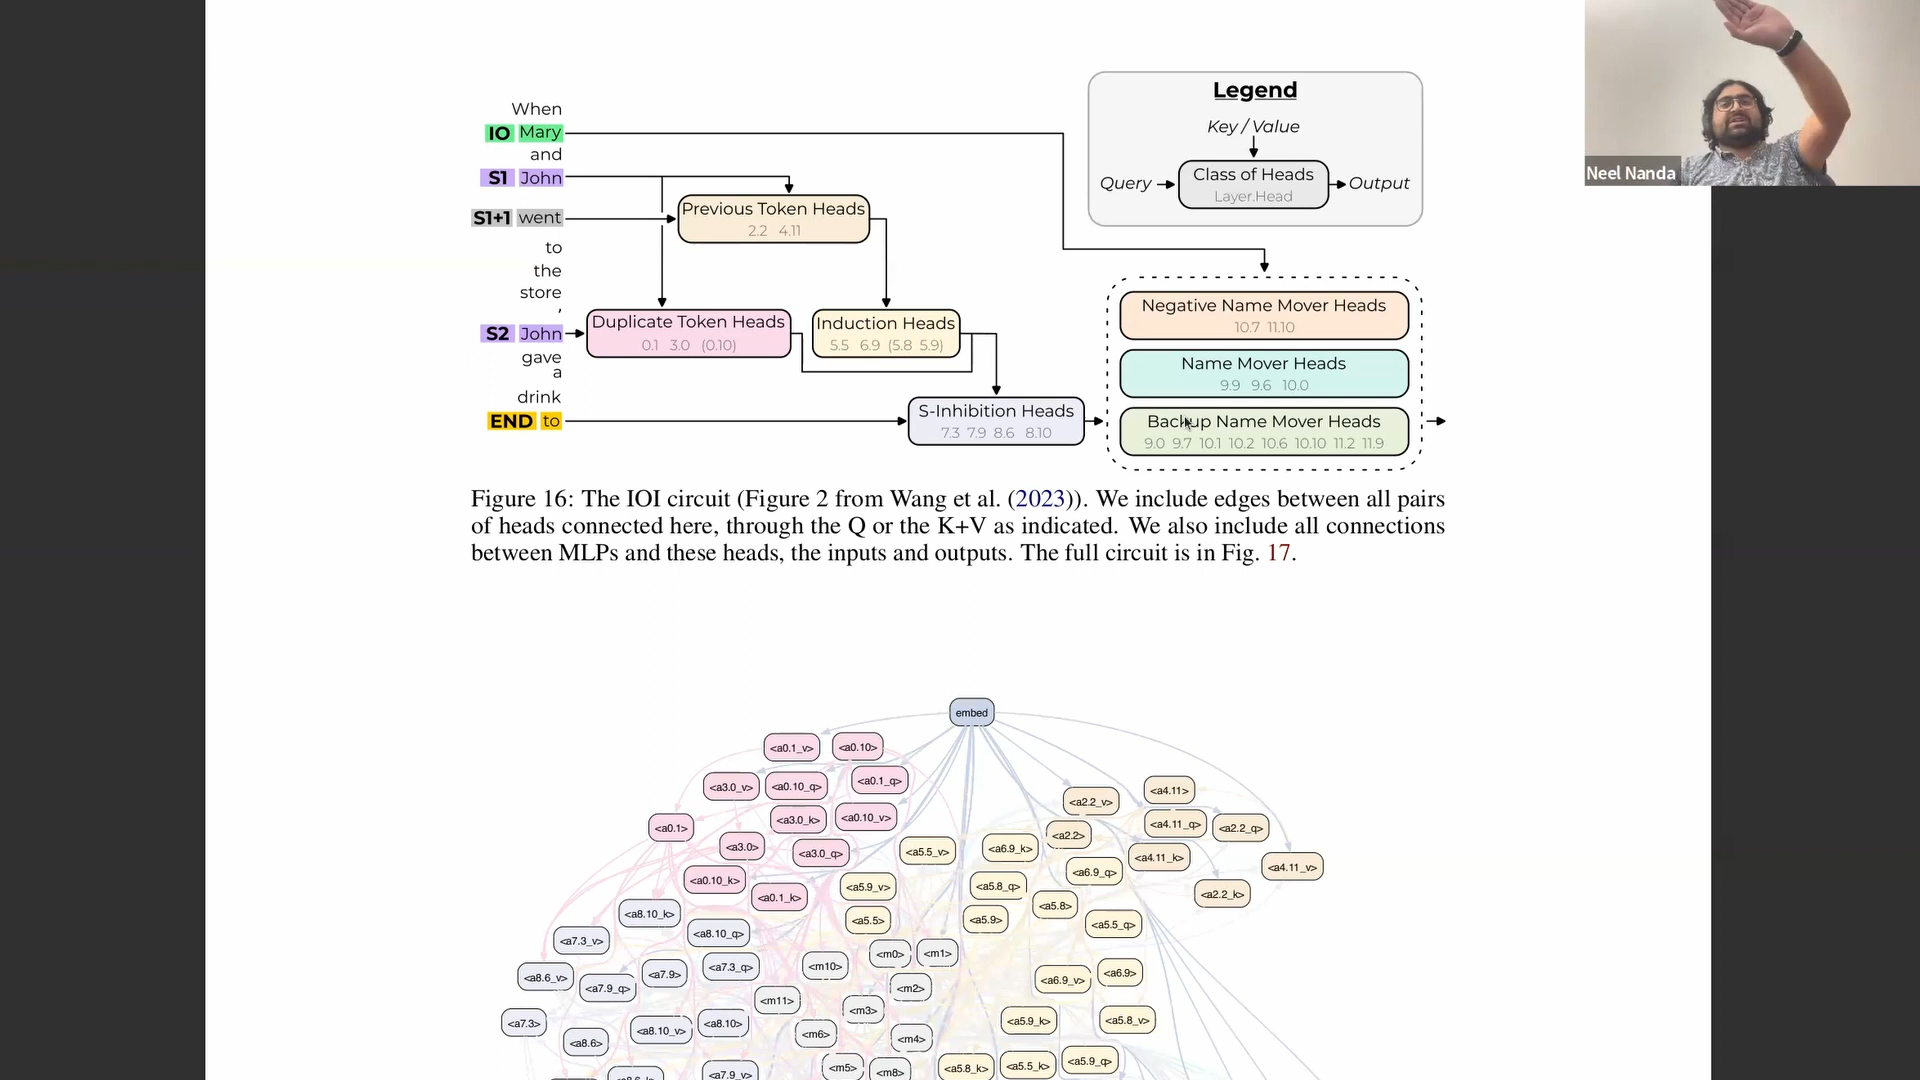 When
IO Mary
and
S1 John
S1+1 went
to
the
store
,
S2 John
gave
a
drink
END to
Previous Token Heads
2.2 4.11
Duplicate Token Heads
0.1 3.0 (0.10)
Induction Heads
5.5 6.9 (5.8 5.9)
S-Inhibition Heads
7.3 7.9 8.6 8.10
Legend
Key / Value
Query
Class of Heads
Layer.Head
Output
Negative Name Mover Heads
10.7 11.10
Name Mover Heads
9.9 9.6 10.0
Backup Name Mover Heads
9.0 9.7 10.1 10.2 10.6 10.10 11.2 11.9
Neel Nanda
Figure 16: The IOI circuit (Figure 2 from Wang et al. (2023)). We include edges between all pairs
of heads connected here, through the Q or the K+V as indicated. We also include all connections
between MLPs and these heads, the inputs and outputs. The full circuit is in Fig. 17.
embed
<a0.1_v> <a0.10>
<a3.0_v> <a0.10_q> <a0.1_q>
<a2.2_v> <a4.11>
<a0.1> <a3.0_k> <a0.10_v>
<a2.2> <a4.11_q> <a2.2_q>
<a3.0> <a3.0_q> <a5.5_v> <a6.9_k> <a4.11_k> <a4.11_v>
<a0.10_k> <a0.1_k> <a5.9_v> <a5.8_q> <a6.9_q> <a2.2_k>
<a8.10_k> <a5.5> <a5.9> <a5.8> <a5.5_q>
<a7.3_v> <a8.10_q>
<m0> <m1>
<a8.6_v> <a7.9_q> <a7.9> <a7.3_q> <m10> <m2> <a6.9_v> <a6.9>
<m11> <m3>
<a7.3> <a8.6> <a8.10_v> <a8.10> <m6> <m4> <a5.9_k> <a5.8_v>
<a7.9_v> <m5> <m8> <a5.8_k> <a5.5_k> <a5.9_q>